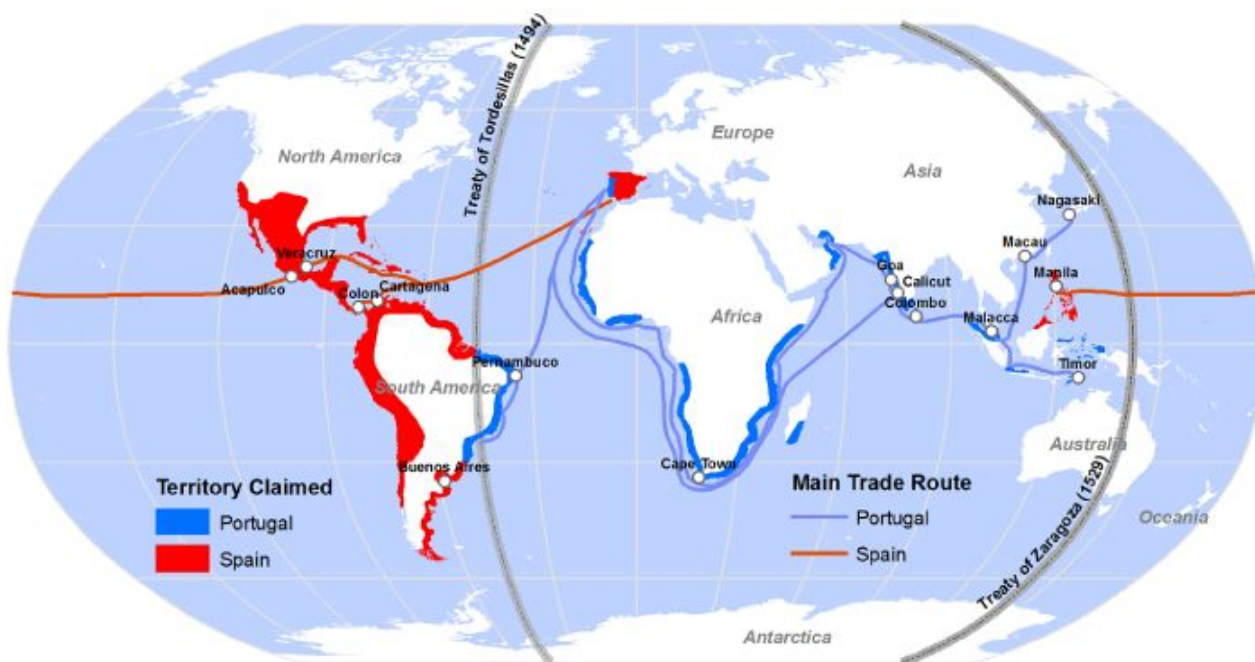 Treaty of Tordesillas (1494)
Europe
North America
Asia
Nagasaki
Macau
Veracruz
Goa
Manila
Acapulco
Cartagena
Colon
Calicut
Colombo
Africa
Malacca
Pernambuco
Timor
South America
Australia
Buenos Aires
Cape Town
Territory Claimed
Portugal
Spain
Main Trade Route
Portugal
Spain
Oceania
Treaty of Zaragoza (1529)
Antarctica